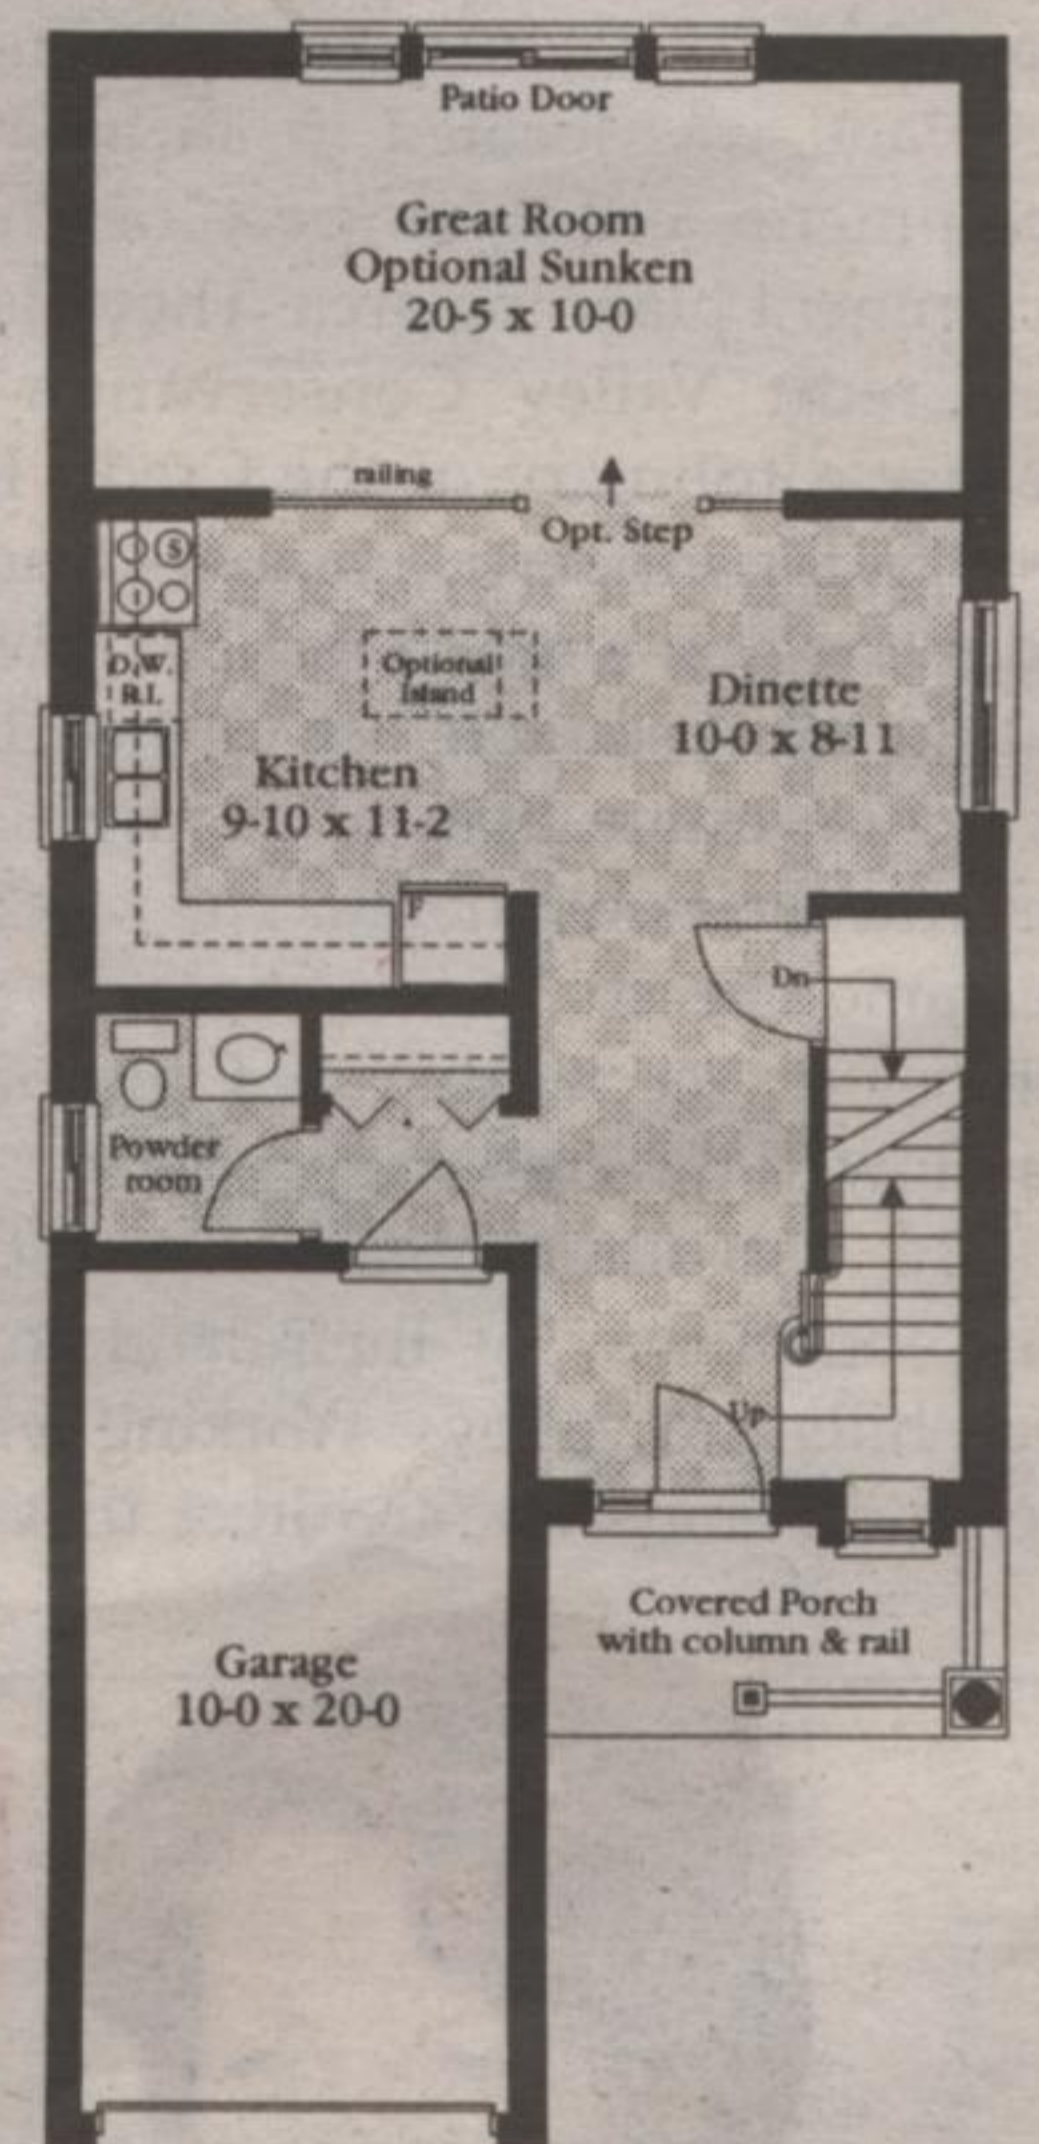 Patio Door
Great Room
Optional Sunken
20-5 x 10-0
railing
Opt. Step
S
D.W.
R.I.
Optional
Island
Dinette
10-0 x 8-11
Kitchen
9-10 x 11-2
F
Dn
Powder
room
Up
Covered Porch
with column & rail
Garage
10-0 x 20-0